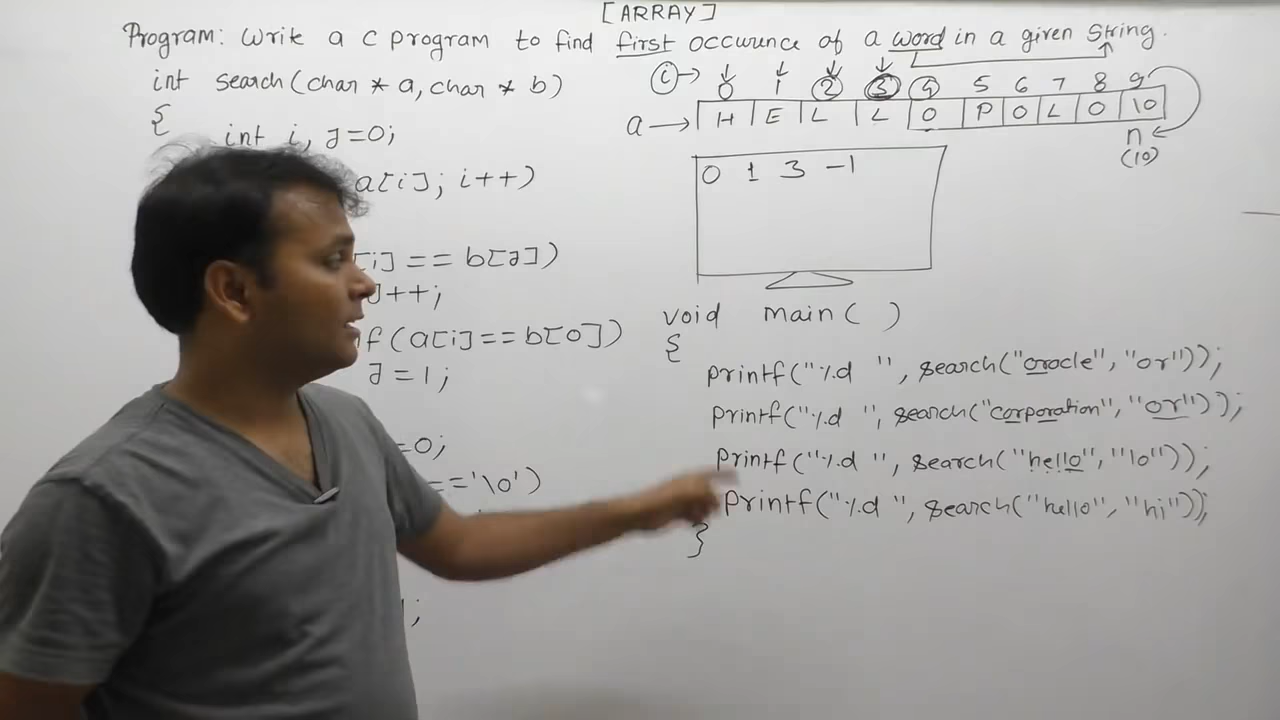 [ARRAY]
Program: Write a c program to find first occurence of a word in a given string.
int search(char * a, char * b)
{
int i, J=0;
a[i]; i++)
i] == b[J])
J++;
f(a[i]==b[0])
J = 1;
=0;
=='\0')
;
C → 0 1 2 3 4 5 6 7 8 9
a → H E L L O P O L O \0
n
(10)
0 1 3 -1
void main( )
{
printf("%d ", search("oracle", "or"));
printf("%d ", search("corporation", "or"));
printf("%d ", search("hello", "lo"));
printf("%d ", search("hello", "hi"));
}